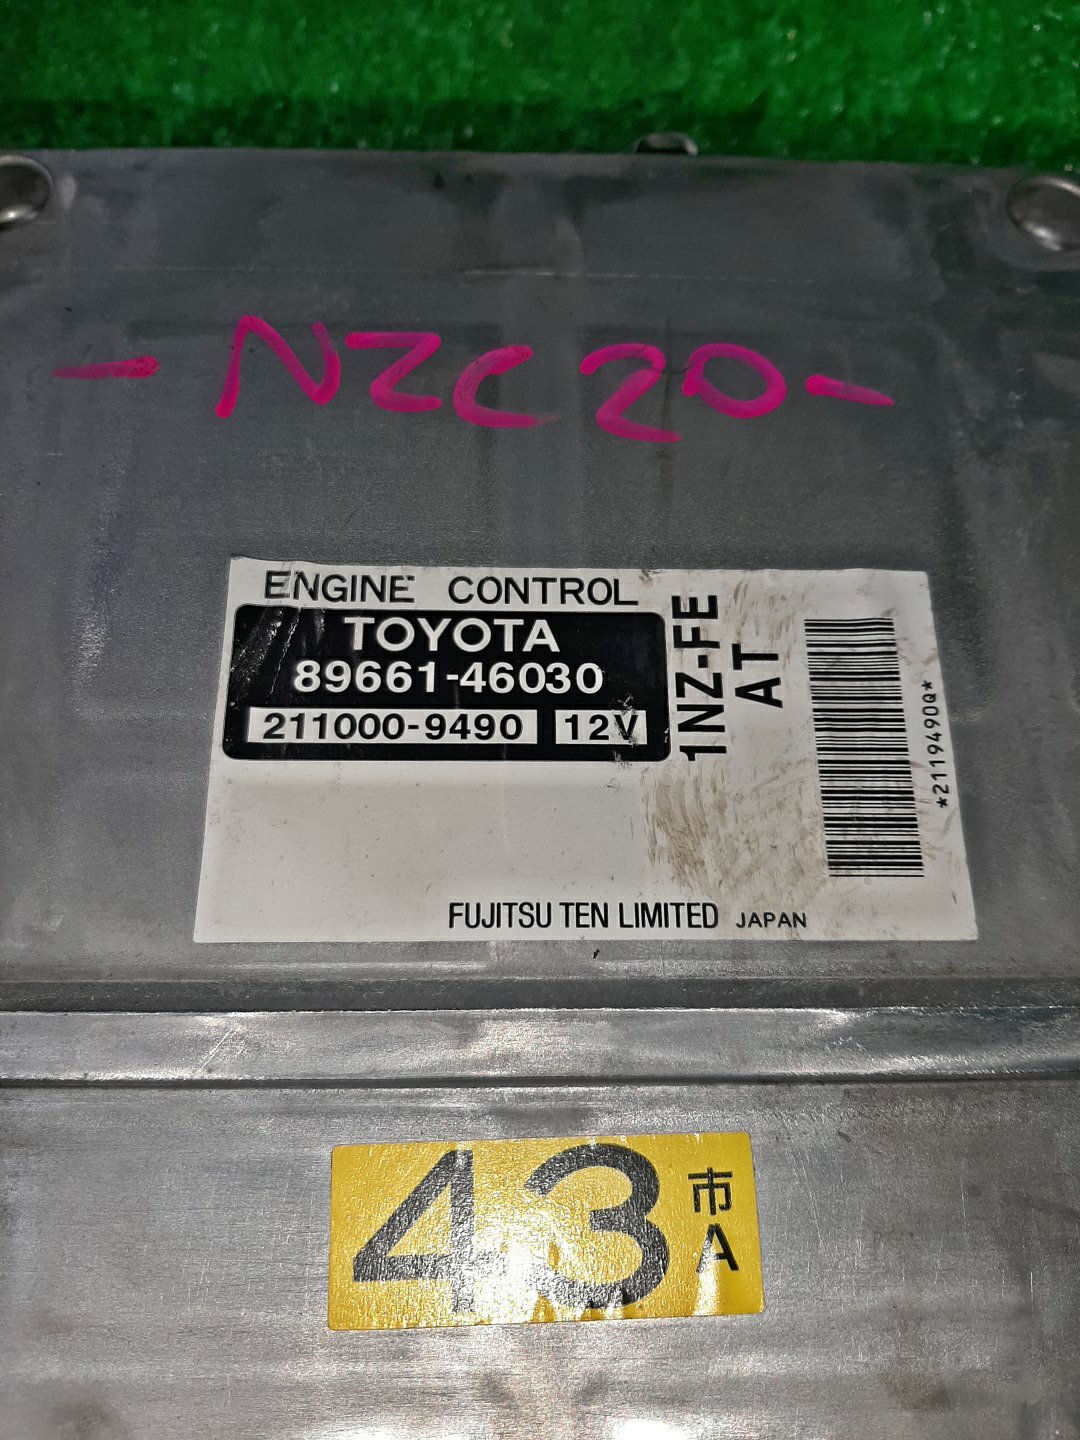 - NZC20 -
ENGINE CONTROL
TOYOTA
89661-46030
211000-9490 12V
1NZ-FE
AT
*2119490Q*
FUJITSU TEN LIMITED JAPAN
43 市A